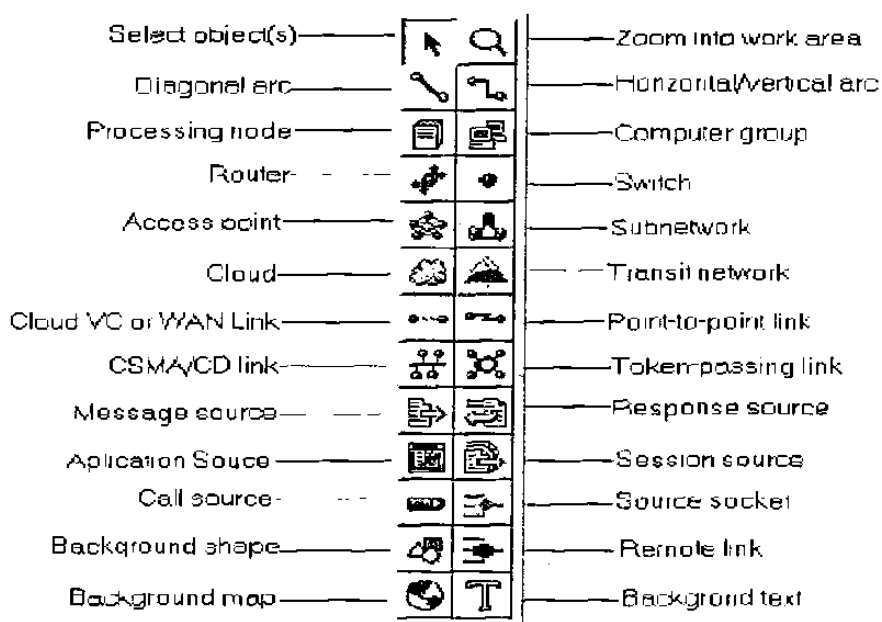 Select object(s) Zoom into work area
Diagonal arc Horizontal/vertical arc
Processing node Computer group
Router Switch
Access point Subnetwork
Cloud Transit network
Cloud VC or WAN Link Point-to-point link
CSMA/CD link Token-passing link
Message source Response source
Aplication Souce Session source
Call source Source socket
Background shape Remote link
Background map T Backgrond text